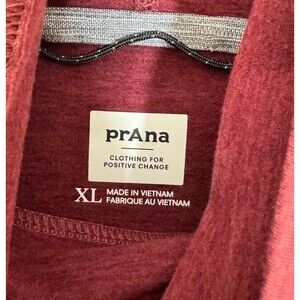 prAna
CLOTHING FOR
POSITIVE CHANGE
XL MADE IN VIETNAM
FABRIQUE AU VIETNAM